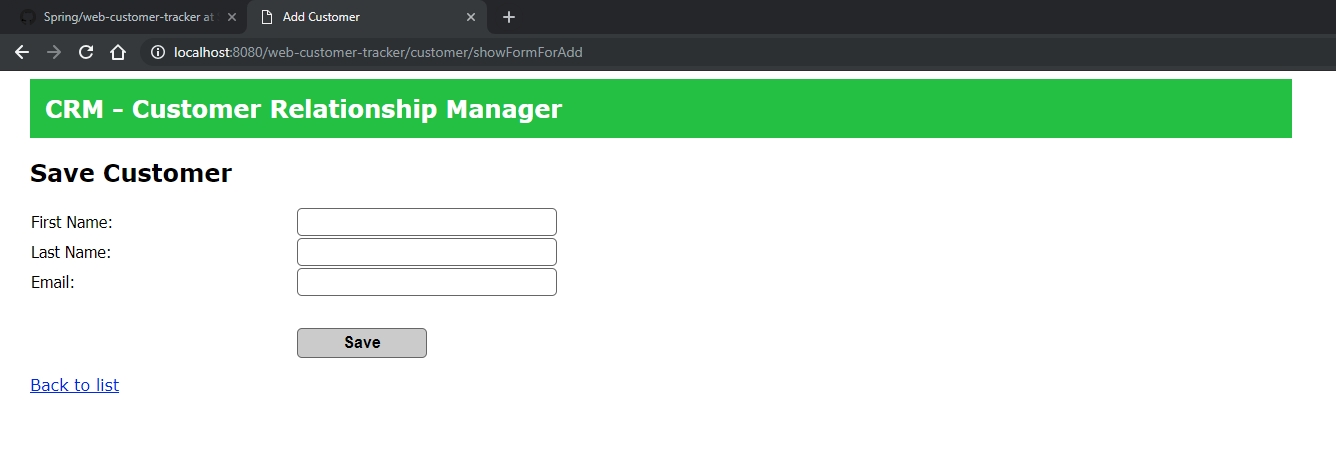 Spring/web-customer-tracker at
Add Customer
localhost:8080/web-customer-tracker/customer/showFormForAdd
CRM - Customer Relationship Manager
Save Customer
First Name:
Last Name:
Email:
Save
Back to list